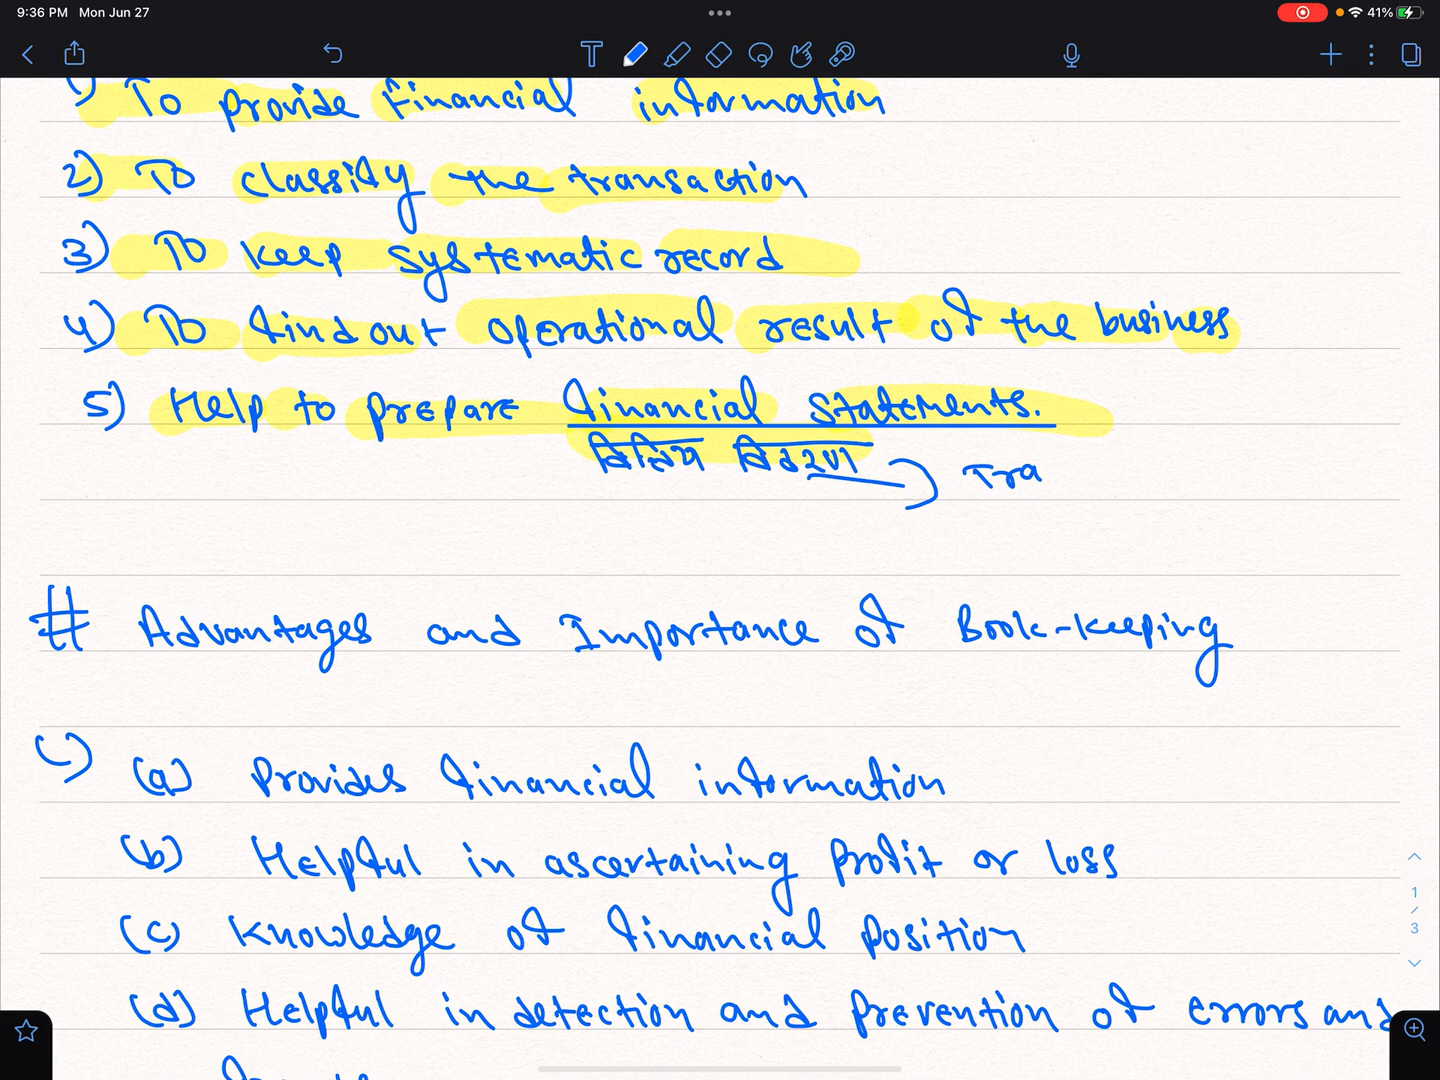 9:36 PM Mon Jun 27
41%
1) To provide financial information
2) To classify the transaction
3) To keep systematic record
4) To find out operational result of the business
5) Help to prepare financial statements.
वित्तिय विवरण
Tra
# Advantages and Importance of Book-keeping
(a) Provides financial information
(b) Helpful in ascertaining profit or loss
(c) Knowledge of financial position
(d) Helpful in detection and prevention of errors and
1
/
3